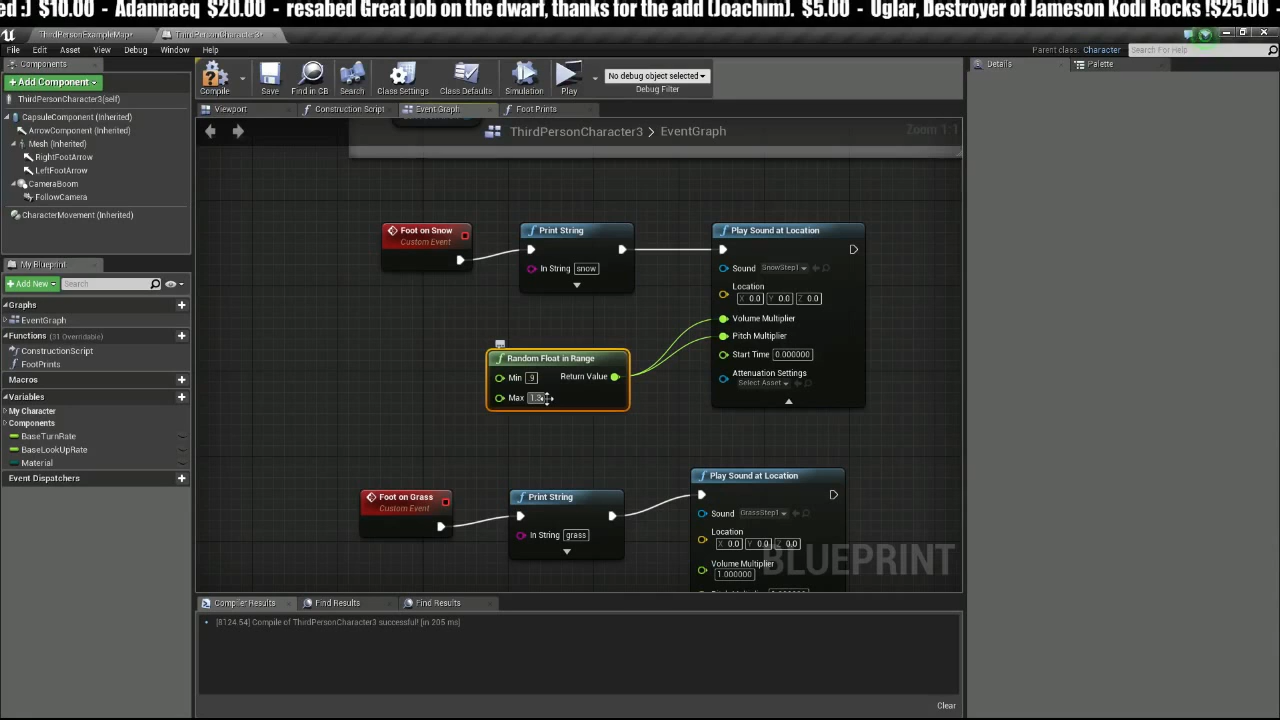 ed :)  $10.00  - Adannaeq  $20.00  - resabed Great job on the dwarf, thanks for the add (Joachim).  $5.00  - Uglar, Destroyer of Jameson Kodi Rocks !$25.00  -
ThirdPersonExampleMap*
ThirdPersonCharacter3*
Parent class: Character
Search For Help
File Edit Asset View Debug Window Help
Components
+Add Component
ThirdPersonCharacter3(self)
CapsuleComponent (Inherited)
ArrowComponent (Inherited)
Mesh (Inherited)
RightFootArrow
LeftFootArrow
CameraBoom
FollowCamera
CharacterMovement (Inherited)
My Blueprint
+Add New
Search
Graphs
EventGraph
Functions (31 Overridable)
ConstructionScript
FootPrints
Macros
Variables
My Character
Components
BaseTurnRate
BaseLookUpRate
Material
Event Dispatchers
Compile
Save
Find in CB
Search
Class Settings
Class Defaults
Simulation
Play
No debug object selected
Debug Filter
Viewport
Construction Script
Event Graph
Foot Prints
ThirdPersonCharacter3 > EventGraph
Zoom 1:1
Foot on Snow
Custom Event
Print String
In String snow
Play Sound at Location
Sound SnowStep1
Location
X 0.0 Y 0.0 Z 0.0
Volume Multiplier
Pitch Multiplier
Start Time 0.000000
Attenuation Settings
Select Asset
Random Float in Range
Min .9
Return Value
Max 1.3
Foot on Grass
Custom Event
Print String
In String grass
Play Sound at Location
Sound GrassStep1
Location
X 0.0 Y 0.0 Z 0.0
Volume Multiplier
1.000000
BLUEPRINT
Compiler Results
Find Results
Find Results
[8124.54] Compile of ThirdPersonCharacter3 successful! [in 205 ms]
Clear
Details
Palette